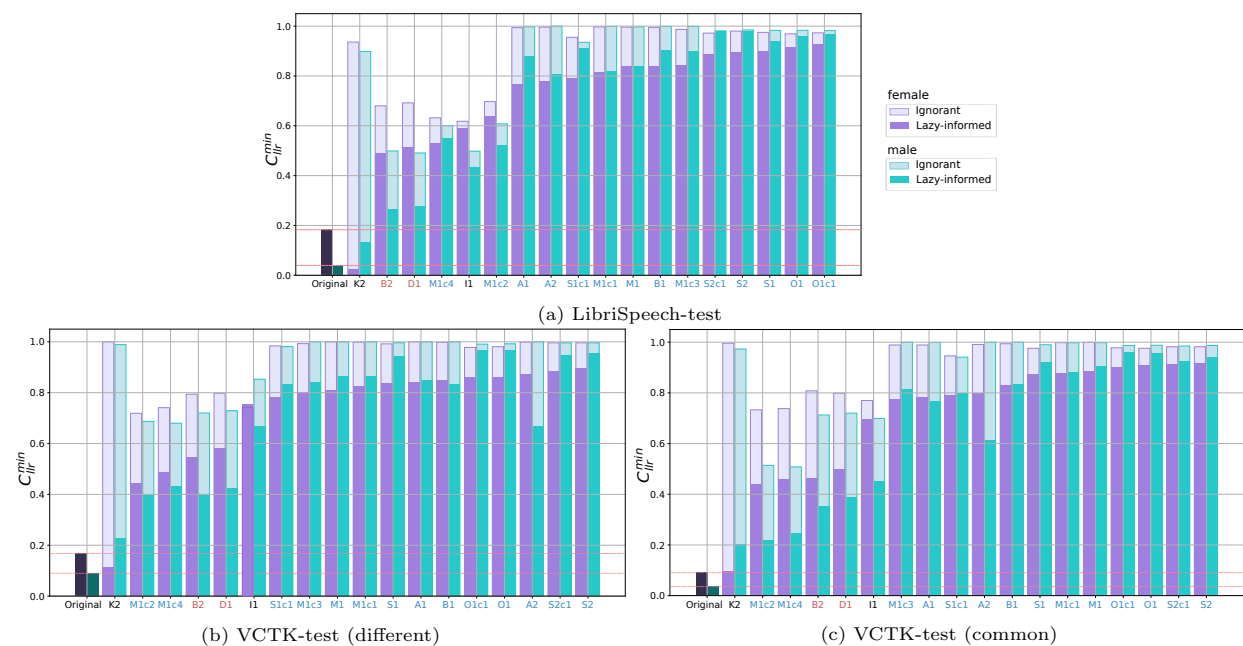 1.0
0.8
0.6
0.4
0.2
0.0
C_llr^min
Original K2 B2 D1 M1c4 I1 M1c2 A1 A2 S1c1 M1c1 M1 B1 M1c3 S2c1 S2 S1 O1 O1c1
female
Ignorant
Lazy-informed
male
Ignorant
Lazy-informed
(a) LibriSpeech-test
1.0
0.8
0.6
0.4
0.2
0.0
C_llr^min
Original K2 M1c2 M1c4 B2 D1 I1 S1c1 M1c3 M1 M1c1 S1 A1 B1 O1c1 O1 A2 S2c1 S2
(b) VCTK-test (different)
1.0
0.8
0.6
0.4
0.2
0.0
C_llr^min
Original K2 M1c2 M1c4 B2 D1 I1 M1c3 A1 S1c1 A2 B1 S1 M1c1 M1 O1c1 O1 S2c1 S2
(c) VCTK-test (common)